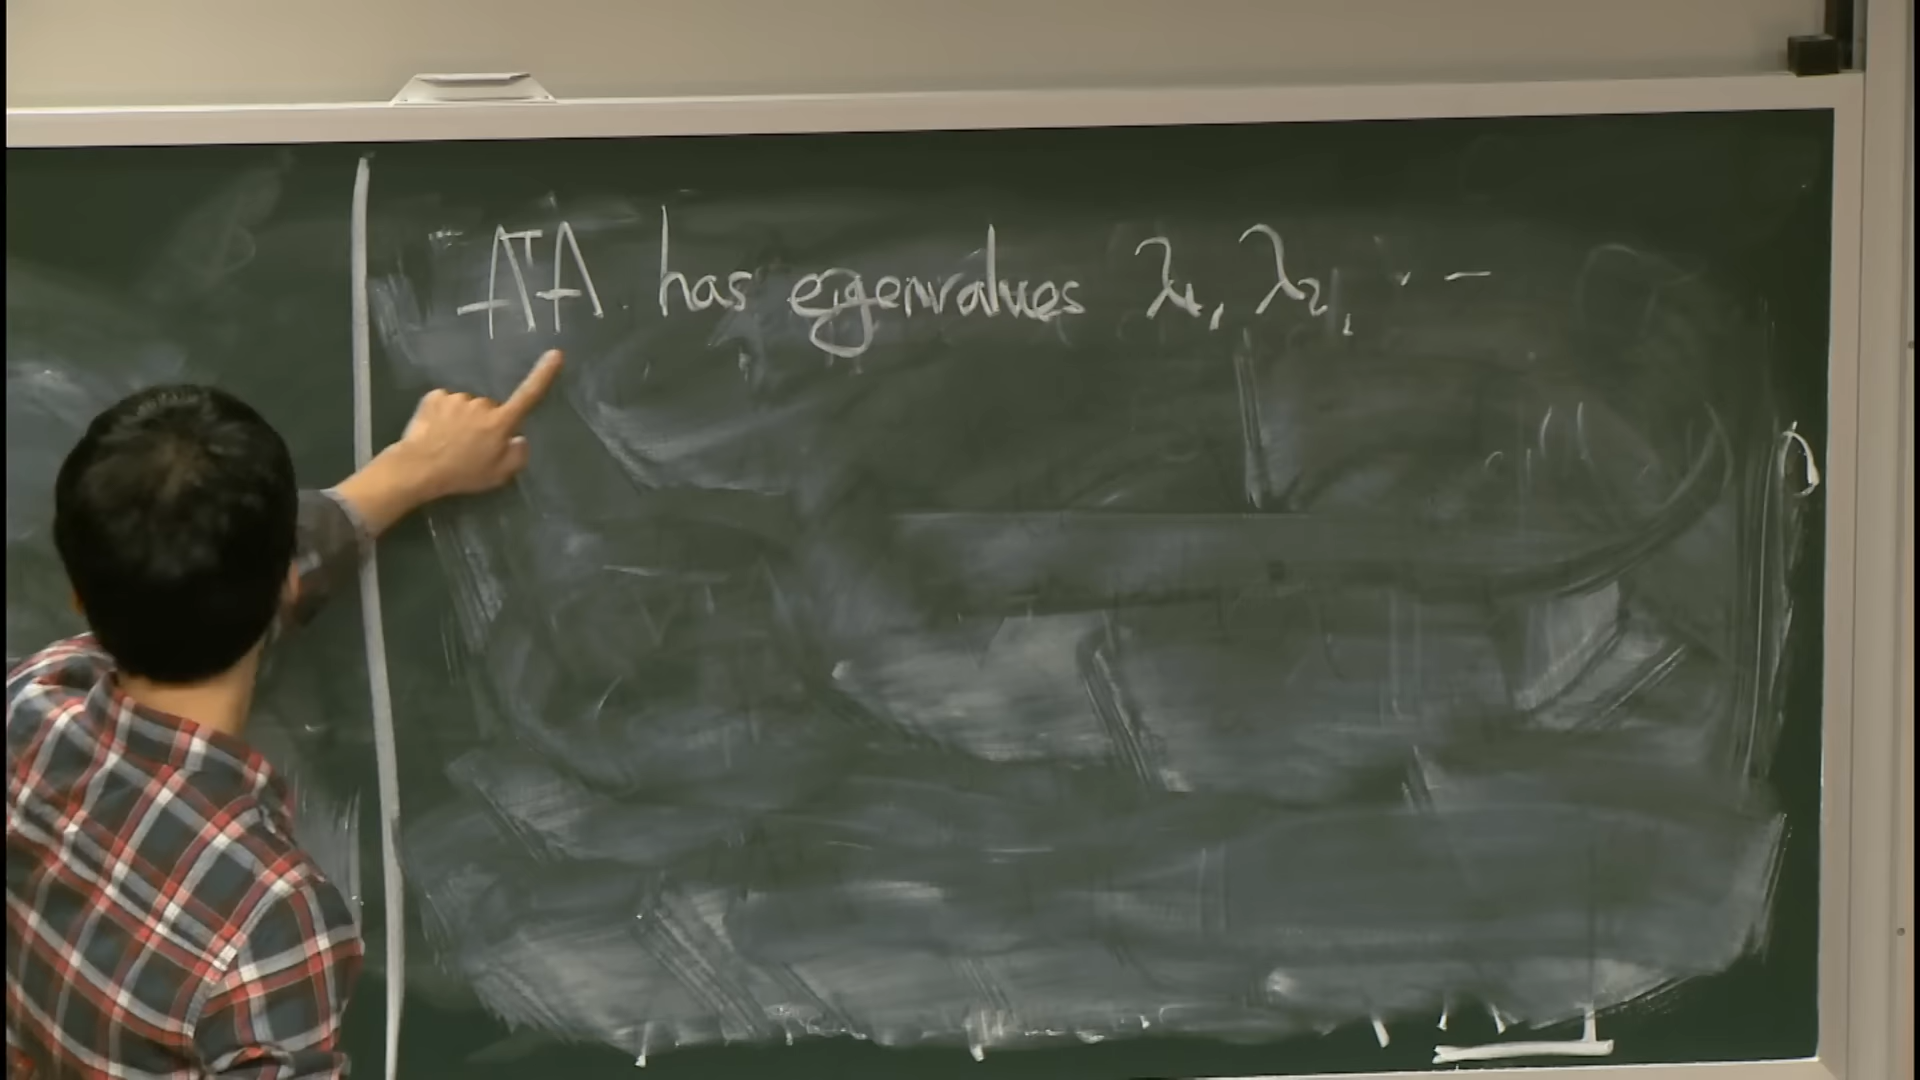 AᵀA has eigenvalues λ₁, λ₂, ...